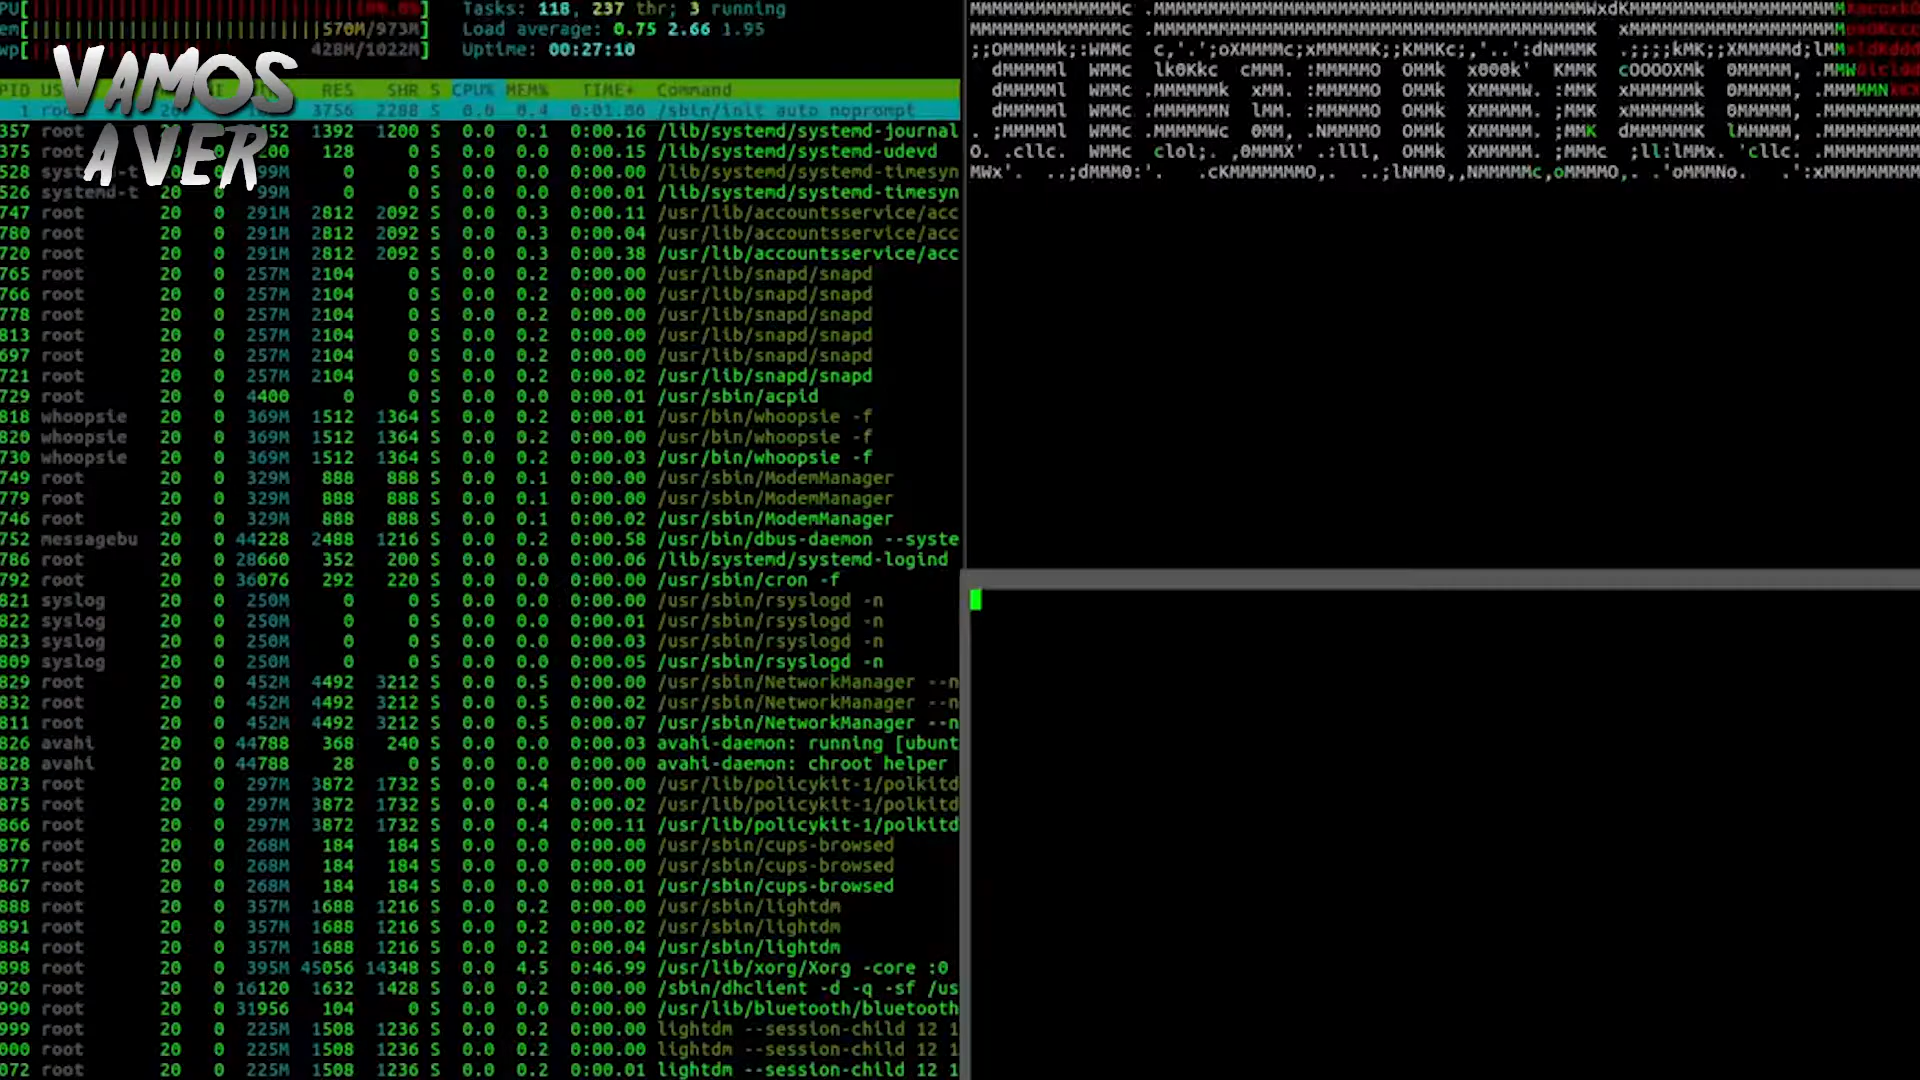 PU[
em[ 570M/973M]
wp[ 428M/1022M]
Tasks: 118, 237 thr; 3 running
Load average: 0.75 2.66 1.95
Uptime: 00:27:10
VAMOS
A VER
PID US RES SHR S CPU% MEM% TIME+ Command
1 ro 20 3756 2288 0.0 0.4 0:01.86 /sbin/init auto noprompt
357 root 20 1392 1200 S 0.0 0.1 0:00.16 /lib/systemd/systemd-journal
375 root 20 128 0 S 0.0 0.0 0:00.15 /lib/systemd/systemd-udevd
528 20 99M 0 0 S 0.0 0.0 0:00.00 /lib/systemd/systemd-timesyn
526 systemd-t 20 0 99M 0 0 S 0.0 0.0 0:00.01 /lib/systemd/systemd-timesyn
747 root 20 0 291M 2812 2092 S 0.0 0.3 0:00.11 /usr/lib/accountsservice/acc
780 root 20 0 291M 2812 2092 S 0.0 0.3 0:00.04 /usr/lib/accountsservice/acc
720 root 20 0 291M 2812 2092 S 0.0 0.3 0:00.38 /usr/lib/accountsservice/acc
765 root 20 0 257M 2104 0 S 0.0 0.2 0:00.00 /usr/lib/snapd/snapd
766 root 20 0 257M 2104 0 S 0.0 0.2 0:00.00 /usr/lib/snapd/snapd
778 root 20 0 257M 2104 0 S 0.0 0.2 0:00.00 /usr/lib/snapd/snapd
813 root 20 0 257M 2104 0 S 0.0 0.2 0:00.00 /usr/lib/snapd/snapd
697 root 20 0 257M 2104 0 S 0.0 0.2 0:00.00 /usr/lib/snapd/snapd
721 root 20 0 257M 2104 0 S 0.0 0.2 0:00.02 /usr/lib/snapd/snapd
729 root 20 0 4400 0 0 S 0.0 0.0 0:00.01 /usr/sbin/acpid
818 whoopsie 20 0 369M 1512 1364 S 0.0 0.2 0:00.01 /usr/bin/whoopsie -f
820 whoopsie 20 0 369M 1512 1364 S 0.0 0.2 0:00.00 /usr/bin/whoopsie -f
730 whoopsie 20 0 369M 1512 1364 S 0.0 0.2 0:00.03 /usr/bin/whoopsie -f
749 root 20 0 329M 888 888 S 0.0 0.1 0:00.00 /usr/sbin/ModemManager
779 root 20 0 329M 888 888 S 0.0 0.1 0:00.00 /usr/sbin/ModemManager
746 root 20 0 329M 888 888 S 0.0 0.1 0:00.02 /usr/sbin/ModemManager
752 messagebu 20 0 44228 2488 1216 S 0.0 0.2 0:00.58 /usr/bin/dbus-daemon --syste
786 root 20 0 28660 352 200 S 0.0 0.0 0:00.06 /lib/systemd/systemd-logind
792 root 20 0 36076 292 220 S 0.0 0.0 0:00.00 /usr/sbin/cron -f
821 syslog 20 0 250M 0 0 S 0.0 0.0 0:00.00 /usr/sbin/rsyslogd -n
822 syslog 20 0 250M 0 0 S 0.0 0.0 0:00.01 /usr/sbin/rsyslogd -n
823 syslog 20 0 250M 0 0 S 0.0 0.0 0:00.03 /usr/sbin/rsyslogd -n
809 syslog 20 0 250M 0 0 S 0.0 0.0 0:00.05 /usr/sbin/rsyslogd -n
829 root 20 0 452M 4492 3212 S 0.0 0.5 0:00.00 /usr/sbin/NetworkManager --n
832 root 20 0 452M 4492 3212 S 0.0 0.5 0:00.02 /usr/sbin/NetworkManager --n
811 root 20 0 452M 4492 3212 S 0.0 0.5 0:00.07 /usr/sbin/NetworkManager --n
826 avahi 20 0 44788 368 240 S 0.0 0.0 0:00.03 avahi-daemon: running [ubunt
828 avahi 20 0 44788 28 0 S 0.0 0.0 0:00.00 avahi-daemon: chroot helper
873 root 20 0 297M 3872 1732 S 0.0 0.4 0:00.00 /usr/lib/policykit-1/polkitd
875 root 20 0 297M 3872 1732 S 0.0 0.4 0:00.02 /usr/lib/policykit-1/polkitd
866 root 20 0 297M 3872 1732 S 0.0 0.4 0:00.11 /usr/lib/policykit-1/polkitd
876 root 20 0 268M 184 184 S 0.0 0.0 0:00.00 /usr/sbin/cups-browsed
877 root 20 0 268M 184 184 S 0.0 0.0 0:00.00 /usr/sbin/cups-browsed
867 root 20 0 268M 184 184 S 0.0 0.0 0:00.01 /usr/sbin/cups-browsed
888 root 20 0 357M 1688 1216 S 0.0 0.2 0:00.00 /usr/sbin/lightdm
891 root 20 0 357M 1688 1216 S 0.0 0.2 0:00.02 /usr/sbin/lightdm
884 root 20 0 357M 1688 1216 S 0.0 0.2 0:00.04 /usr/sbin/lightdm
898 root 20 0 395M 45056 14348 S 0.0 4.5 0:46.99 /usr/lib/xorg/Xorg -core :0
920 root 20 0 16120 1632 1428 S 0.0 0.2 0:00.00 /sbin/dhclient -d -q -sf /us
990 root 20 0 31956 104 0 S 0.0 0.0 0:00.00 /usr/lib/bluetooth/bluetooth
999 root 20 0 225M 1508 1236 S 0.0 0.2 0:00.00 lightdm --session-child 12 1
000 root 20 0 225M 1508 1236 S 0.0 0.2 0:00.00 lightdm --session-child 12 1
072 root 20 0 225M 1508 1236 S 0.0 0.2 0:00.01 lightdm --session-child 12 1